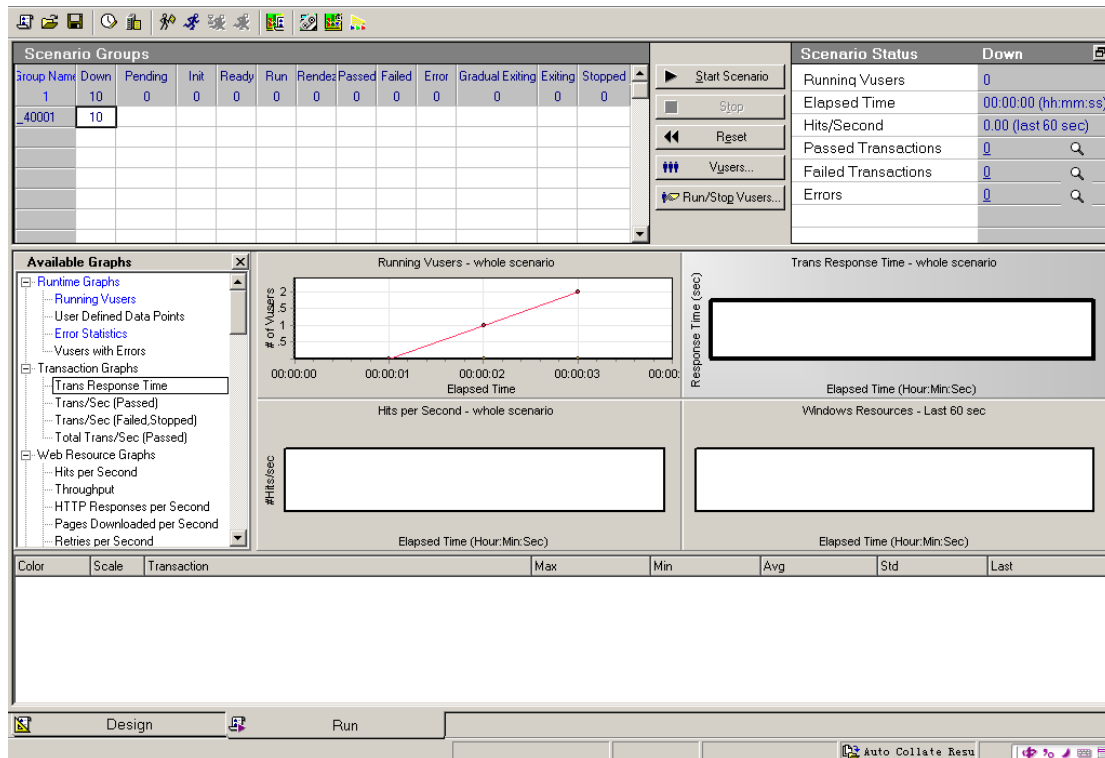 Scenario Groups
Group Name Down Pending Init Ready Run Rendez Passed Failed Error Gradual Exiting Exiting Stopped
1 10 0 0 0 0 0 0 0 0 0 0 0
_40001 10
Start Scenario
Stop
Reset
Vusers...
Run/Stop Vusers...
Scenario Status Down
Running Vusers 0
Elapsed Time 00:00:00 (hh:mm:ss)
Hits/Second 0.00 (last 60 sec)
Passed Transactions 0
Failed Transactions 0
Errors 0
Available Graphs
Runtime Graphs
Running Vusers
User Defined Data Points
Error Statistics
Vusers with Errors
Transaction Graphs
Trans Response Time
Trans/Sec (Passed)
Trans/Sec (Failed,Stopped)
Total Trans/Sec (Passed)
Web Resource Graphs
Hits per Second
Throughput
HTTP Responses per Second
Pages Downloaded per Second
Retries per Second
Running Vusers - whole scenario
# of Vusers
2
.5
1
.5
00:00:00 00:00:01 00:00:02 00:00:03 00:00:
Elapsed Time
Trans Response Time - whole scenario
Response Time (sec)
Elapsed Time (Hour:Min:Sec)
Hits per Second - whole scenario
#Hits/sec
Elapsed Time (Hour:Min:Sec)
Windows Resources - Last 60 sec
Elapsed Time (Hour:Min:Sec)
Color Scale Transaction Max Min Avg Std Last
Design Run
Auto Collate Resu
中